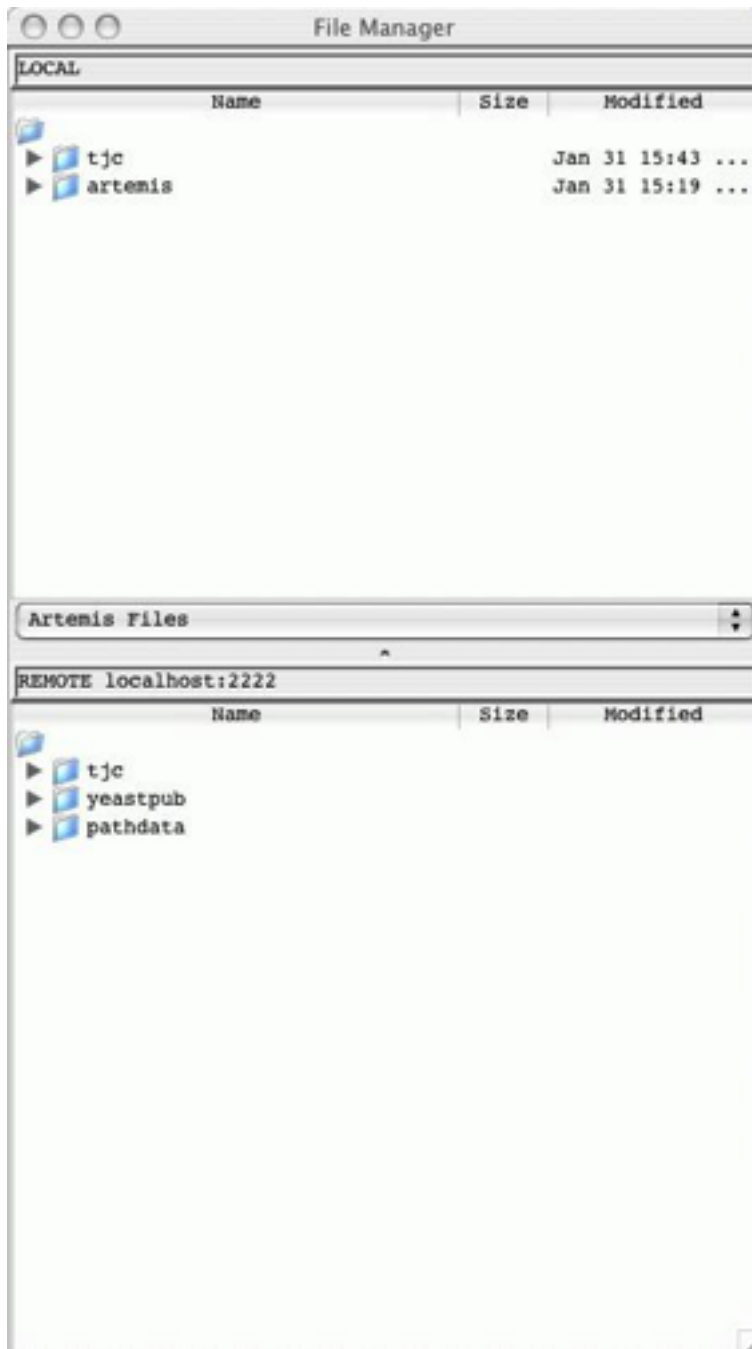 File Manager
LOCAL
Name Size Modified
tjc Jan 31 15:43 ...
artemis Jan 31 15:19 ...
Artemis Files
REMOTE localhost:2222
Name Size Modified
tjc
yeastpub
pathdata